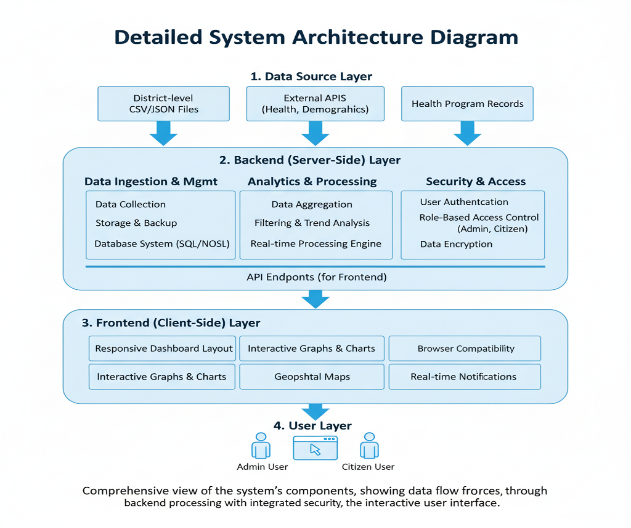 Detailed System Architecture Diagram
1. Data Source Layer
District-level
CSV/JSON Files
External APIS
(Health, Demograhics)
Health Program Records
2. Backend (Server-Side) Layer
Data Ingestion & Mgmt
Data Collection
Storage & Backup
Database System (SQL/NOSL)
Analytics & Processing
Data Aggregation
Filtering & Trend Analysis
Real-time Processing Engine
Security & Access
User Authentcation
Role-Based Access Control
(Admin, Citizen)
Data Encryption
API Endponts (for Frontend)
3. Frontend (Client-Side) Layer
Responsive Dashboard Layout
Interactive Graphs & Charts
Browser Compatibility
Interactive Graphs & Charts
Geopshtal Maps
Real-time Notifications
4. User Layer
Admin User
Citizen User
Comprehensive view of the system's components, showing data flow frorces, through
backend processing with integrated security, the interactive user interface.